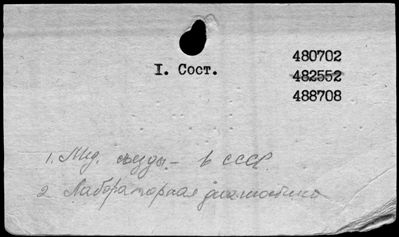 480702
I. Сост.
482552
488708
1. Мед. съезды – в СССР.
2. Лабораторная диагностика